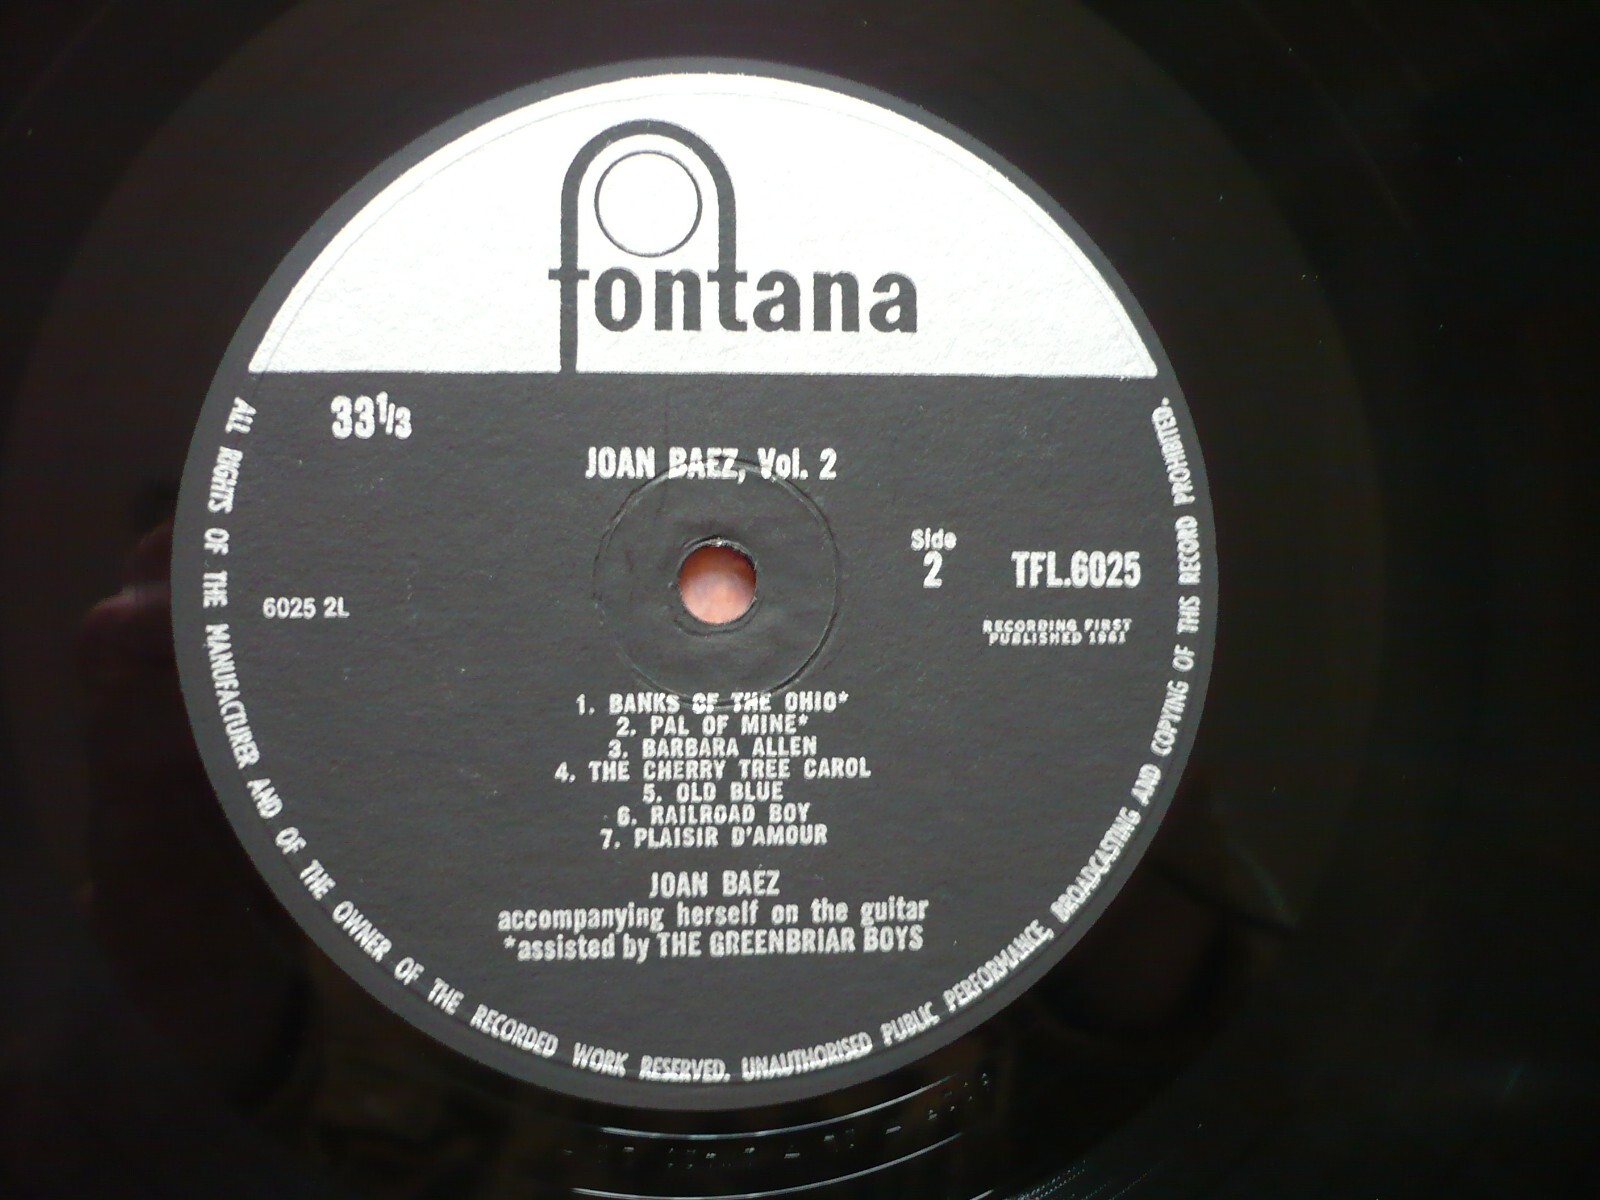 fontana
33⅓
JOAN BAEZ, Vol. 2
Side
2
TFL.6025
6025 2L
RECORDING FIRST
PUBLISHED 1961
1. BANKS OF THE OHIO*
2. PAL OF MINE*
3. BARBARA ALLEN
4. THE CHERRY TREE CAROL
5. OLD BLUE
6. RAILROAD BOY
7. PLAISIR D'AMOUR
JOAN BAEZ
accompanying herself on the guitar
*assisted by THE GREENBRIAR BOYS
ALL RIGHTS OF THE MANUFACTURER AND OF THE OWNER OF THE RECORDED WORK RESERVED. UNAUTHORISED PUBLIC PERFORMANCE, BROADCASTING AND COPYING OF THIS RECORD PROHIBITED.